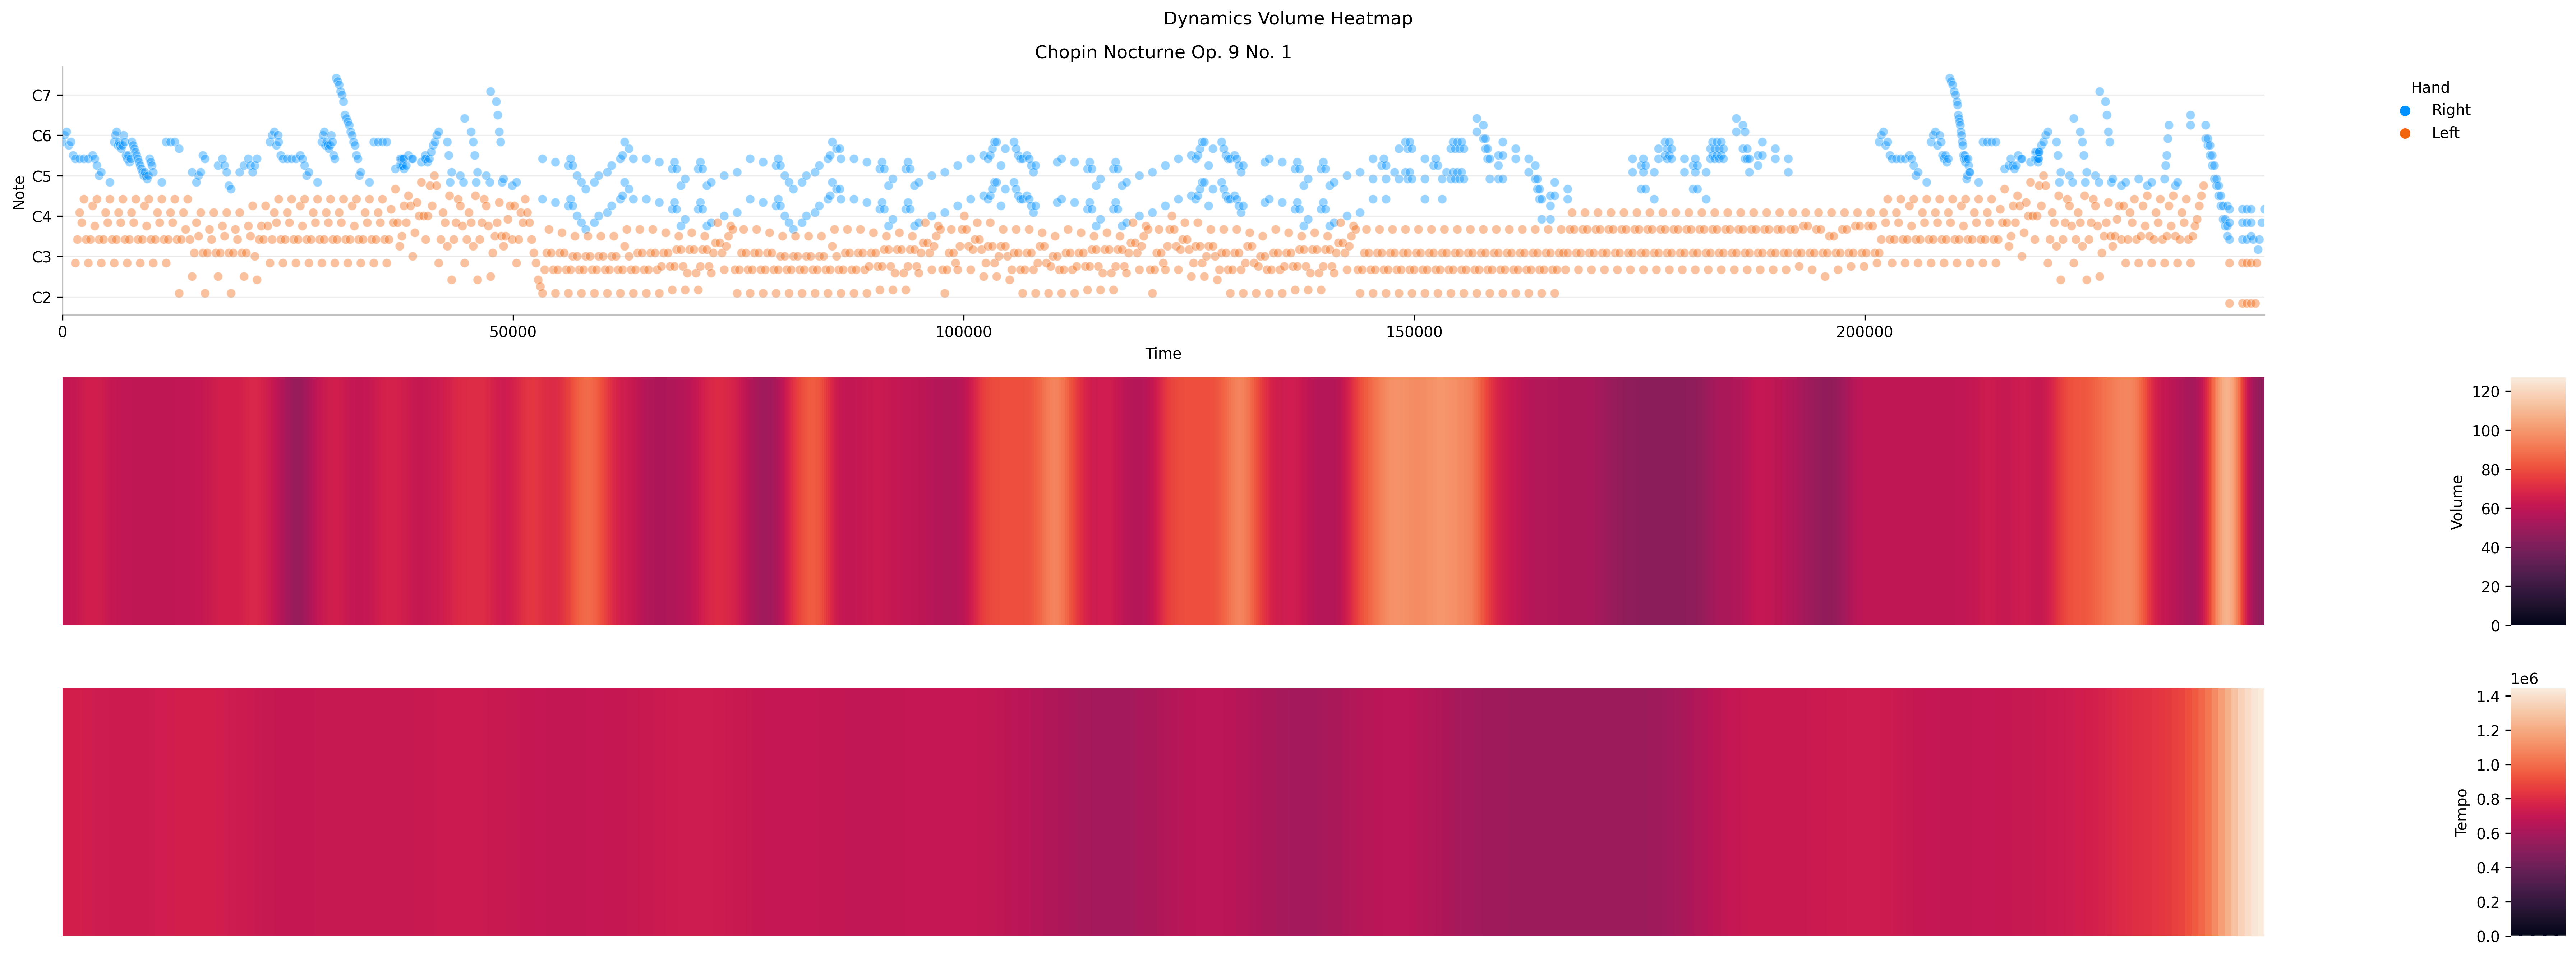 Dynamics Volume Heatmap
Chopin Nocturne Op. 9 No. 1
C7
C6
C5
C4
C3
C2
Note
0
50000
100000
150000
200000
Time
Hand
Right
Left
120
100
80
60
40
20
0
Volume
1e6
1.4
1.2
1.0
0.8
0.6
0.4
0.2
0.0
Tempo